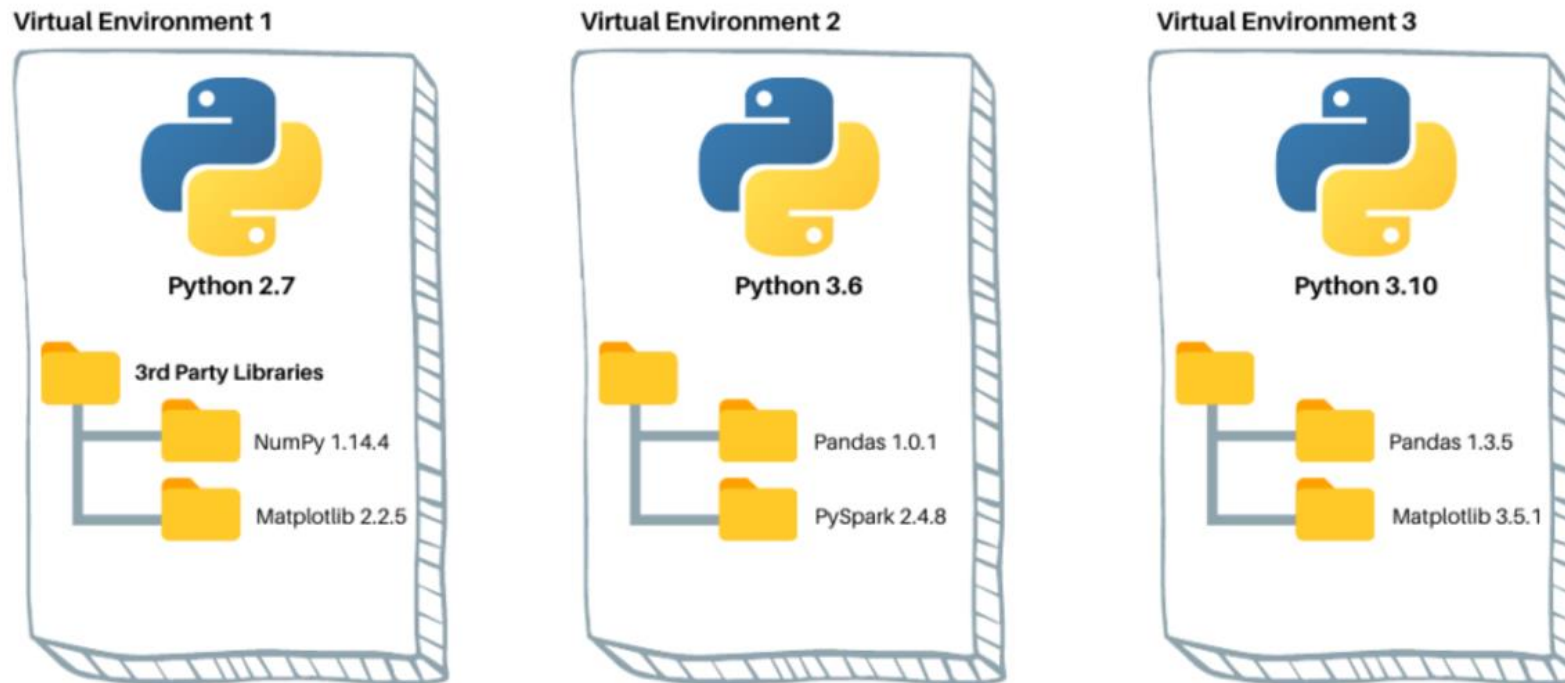 Virtual Environment 1
Python 2.7
3rd Party Libraries
NumPy 1.14.4
Matplotlib 2.2.5
Virtual Environment 2
Python 3.6
Pandas 1.0.1
PySpark 2.4.8
Virtual Environment 3
Python 3.10
Pandas 1.3.5
Matplotlib 3.5.1